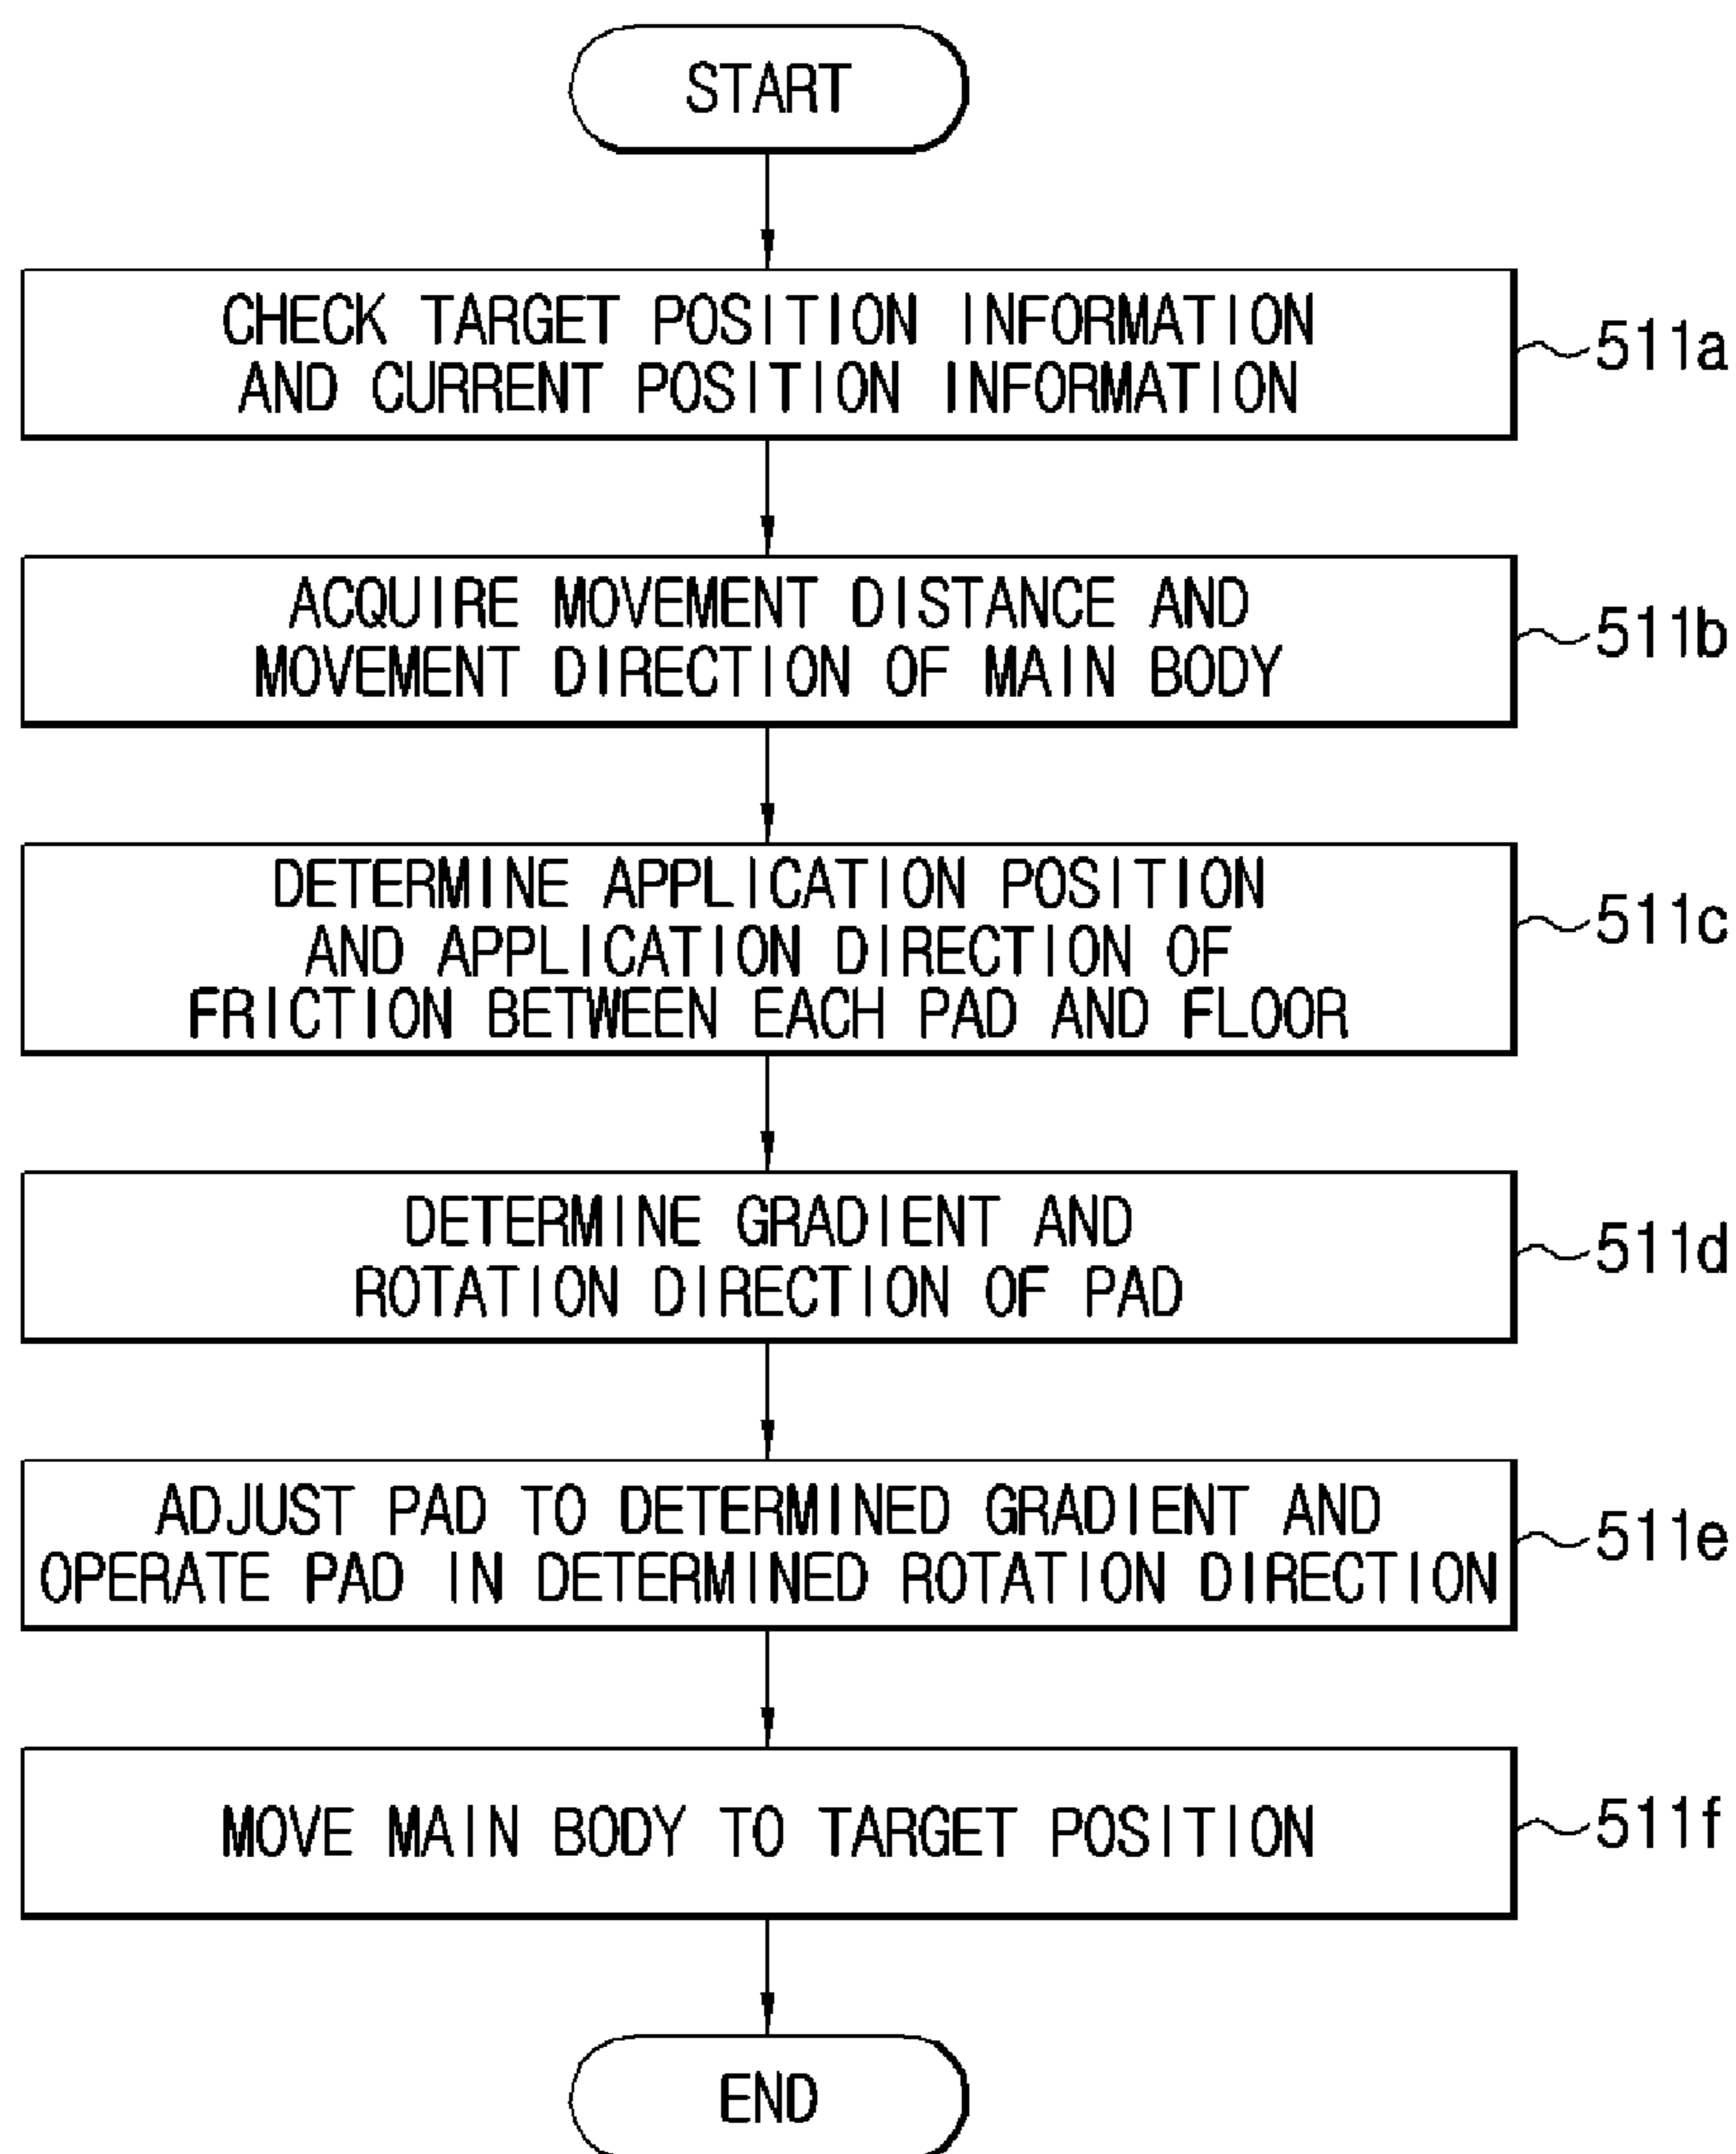 START
CHECK TARGET POSITION INFORMATION
AND CURRENT POSITION INFORMATION
511a
ACQUIRE MOVEMENT DISTANCE AND
MOVEMENT DIRECTION OF MAIN BODY
511b
DETERMINE APPLICATION POSITION
AND APPLICATION DIRECTION OF
FRICTION BETWEEN EACH PAD AND FLOOR
511c
DETERMINE GRADIENT AND
ROTATION DIRECTION OF PAD
511d
ADJUST PAD TO DETERMINED GRADIENT AND
OPERATE PAD IN DETERMINED ROTATION DIRECTION
511e
MOVE MAIN BODY TO TARGET POSITION
511f
END